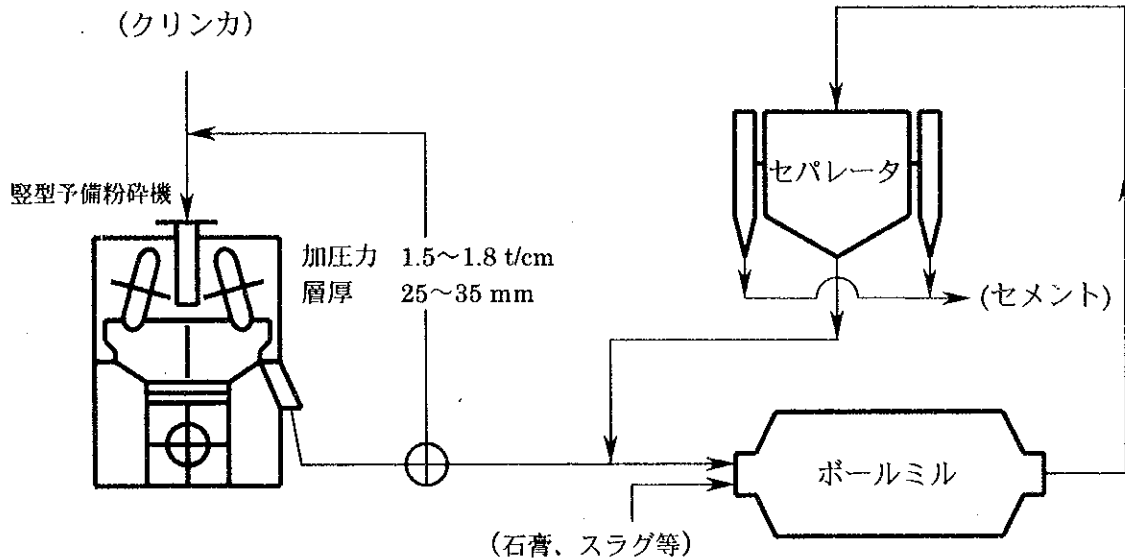 (クリンカ)
竪型予備粉砕機
加圧力 1.5～1.8 t/cm
層厚 25～35 mm
セパレータ
(セメント)
ボールミル
(石膏、スラグ等)